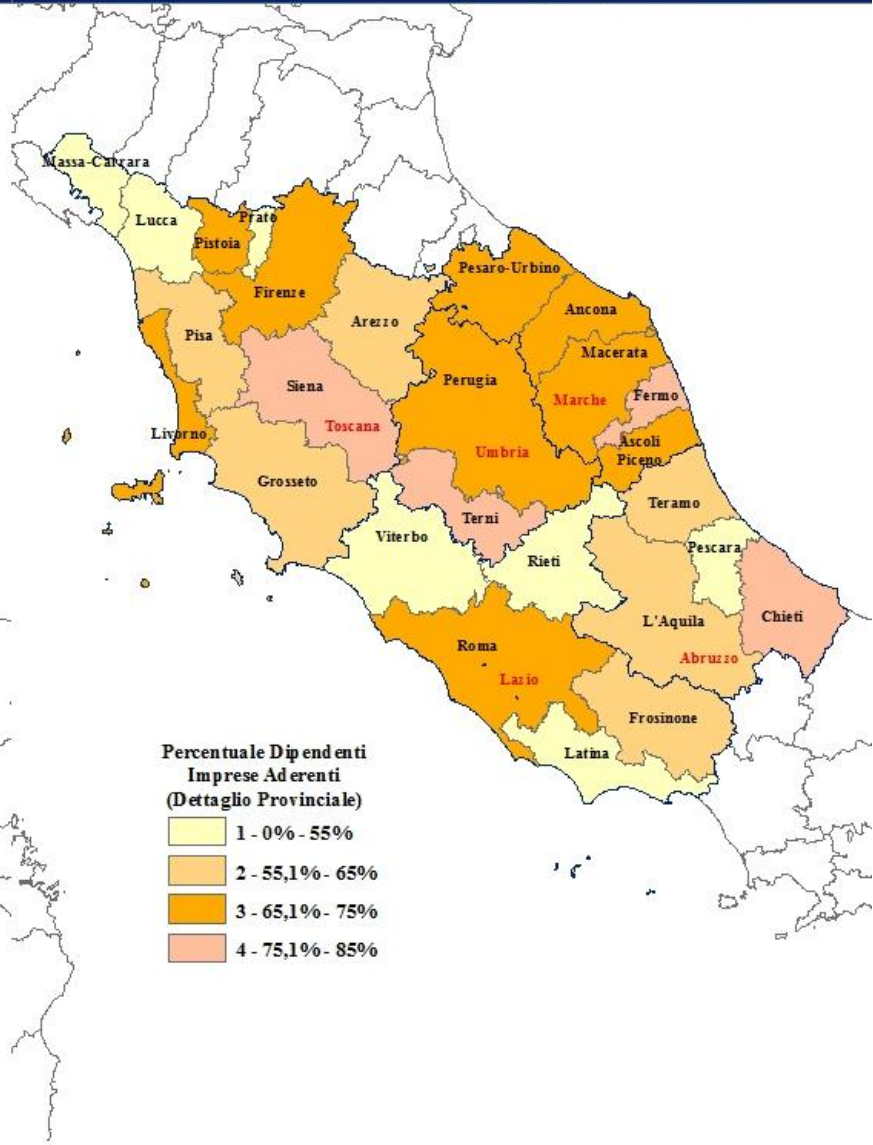 Massa-Carrara
Lucca
Prato
Pistoia
Firenze
Pesaro-Urbino
Ancona
Arezzo
Pisa
Macerata
Siena
Perugia
Marche
Fermo
Toscana
Livorno
Umbria
Ascoli
Piceno
Grosseto
Terni
Teramo
Viterbo
Rieti
Pescara
L'Aquila
Chieti
Roma
Abruzzo
Lazio
Frosinone
Latina
Percentuale Dipendenti
Imprese Aderenti
(Dettaglio Provinciale)
1 - 0% - 55%
2 - 55,1% - 65%
3 - 65,1% - 75%
4 - 75,1% - 85%